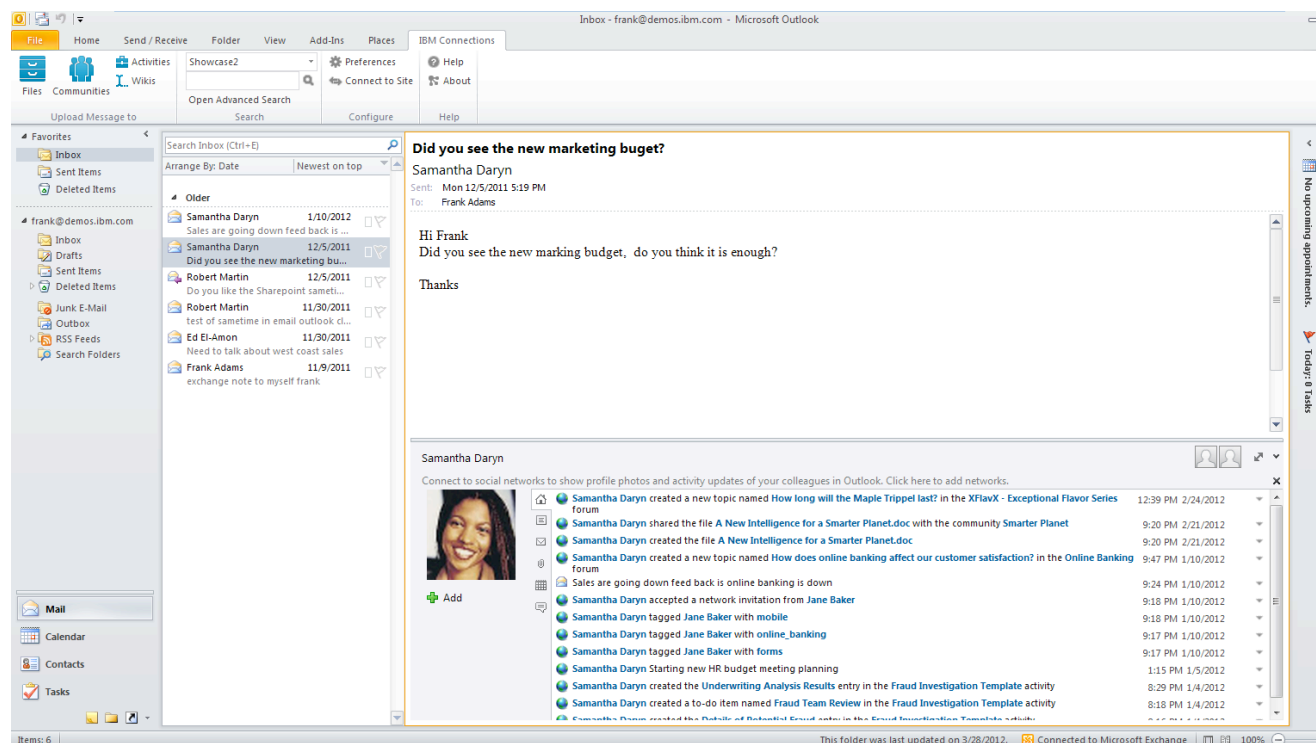 Inbox - frank@demos.ibm.com - Microsoft Outlook
File Home Send / Receive Folder View Add-Ins Places IBM Connections
Files
Communities
Activities
Wikis
Upload Message to
Showcase2
Open Advanced Search
Search
Preferences
Connect to Site
Configure
Help
About
Help
Favorites
Inbox
Sent Items
Deleted Items
frank@demos.ibm.com
Inbox
Drafts
Sent Items
Deleted Items
Junk E-Mail
Outbox
RSS Feeds
Search Folders
Mail
Calendar
Contacts
Tasks
Search Inbox (Ctrl+E)
Arrange By: Date Newest on top
Older
Samantha Daryn 1/10/2012
Sales are going down feed back is ...
Samantha Daryn 12/5/2011
Did you see the new marketing bu...
Robert Martin 12/5/2011
Do you like the Sharepoint sameti...
Robert Martin 11/30/2011
test of sametime in email outlook cl...
Ed El-Amon 11/30/2011
Need to talk about west coast sales
Frank Adams 11/9/2011
exchange note to myself frank
Did you see the new marketing buget?
Samantha Daryn
Sent: Mon 12/5/2011 5:19 PM
To: Frank Adams
Hi Frank
Did you see the new marking budget, do you think it is enough?
Thanks
Samantha Daryn
Connect to social networks to show profile photos and activity updates of your colleagues in Outlook. Click here to add networks.
Add
Samantha Daryn created a new topic named How long will the Maple Trippel last? in the XFlavX - Exceptional Flavor Series 12:39 PM 2/24/2012
forum
Samantha Daryn shared the file A New Intelligence for a Smarter Planet.doc with the community Smarter Planet 9:20 PM 2/21/2012
Samantha Daryn created the file A New Intelligence for a Smarter Planet.doc 9:20 PM 2/21/2012
Samantha Daryn created a new topic named How does online banking affect our customer satisfaction? in the Online Banking 9:47 PM 1/10/2012
forum
Sales are going down feed back is online banking is down 9:24 PM 1/10/2012
Samantha Daryn accepted a network invitation from Jane Baker 9:18 PM 1/10/2012
Samantha Daryn tagged Jane Baker with mobile 9:18 PM 1/10/2012
Samantha Daryn tagged Jane Baker with online_banking 9:17 PM 1/10/2012
Samantha Daryn tagged Jane Baker with forms 9:17 PM 1/10/2012
Samantha Daryn Starting new HR budget meeting planning 1:15 PM 1/5/2012
Samantha Daryn created the Underwriting Analysis Results entry in the Fraud Investigation Template activity 8:29 PM 1/4/2012
Samantha Daryn created a to-do item named Fraud Team Review in the Fraud Investigation Template activity 8:18 PM 1/4/2012
Samantha Daryn created the Details of Potential Fraud entry in the Fraud Investigation Template activity
No upcoming appointments.
Today: 0 Tasks
Items: 6
This folder was last updated on 3/28/2012. Connected to Microsoft Exchange 100%